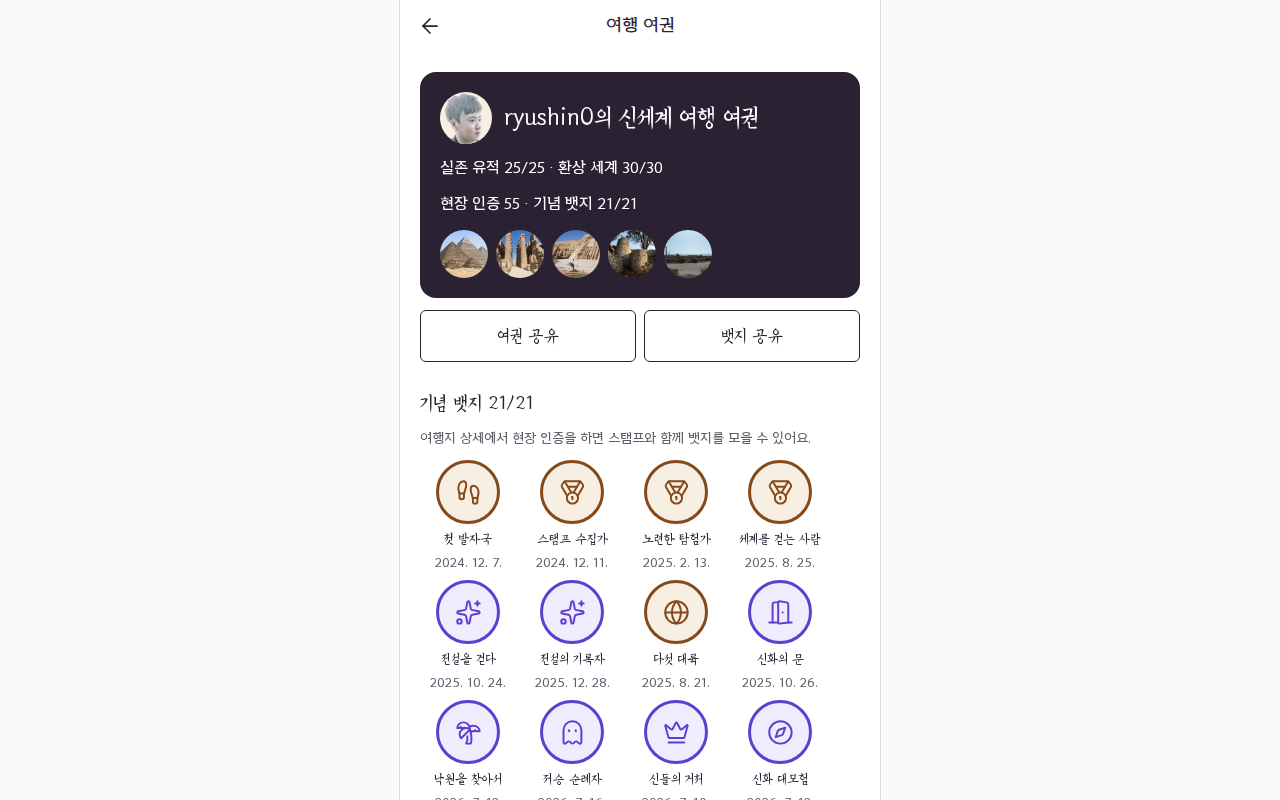 여행 여권
ryushin0의 신세계 여행 여권
실존 유적 25/25 · 환상 세계 30/30
현장 인증 55 · 기념 뱃지 21/21
여권 공유
뱃지 공유
기념 뱃지 21/21
여행지 상세에서 현장 인증을 하면 스탬프와 함께 뱃지를 모을 수 있어요.
첫 발자국
스탬프 수집가
노련한 탐험가
세계를 걷는 사람
2024. 12. 7.
2024. 12. 11.
2025. 2. 13.
2025. 8. 25.
전설을 걷다
전설의 기록자
다섯 대륙
신화의 문
2025. 10. 24.
2025. 12. 28.
2025. 8. 21.
2025. 10. 26.
낙원을 찾아서
저승 순례자
신들의 거처
신화 대모험